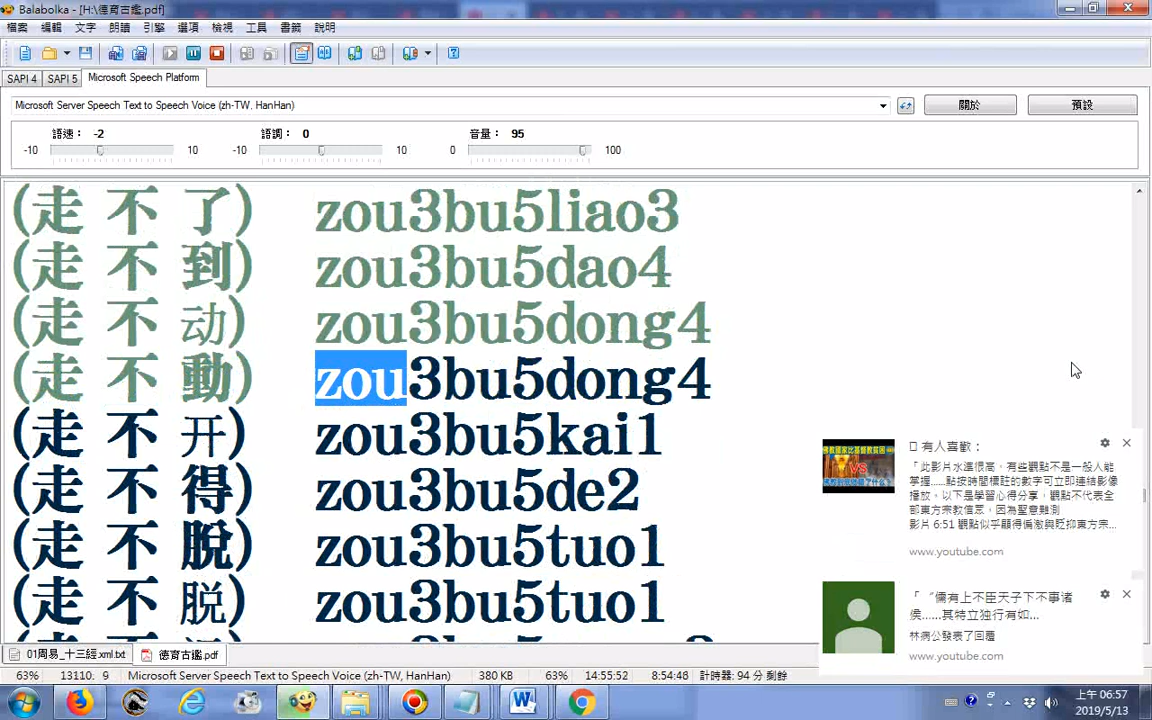 Balabolka - [H:\德育古鑑.pdf]
檔案 編輯 文字 朗讀 引擎 選項 檢視 工具 書籤 說明
SAPI 4 SAPI 5 Microsoft Speech Platform
Microsoft Server Speech Text to Speech Voice (zh-TW, HanHan) 關於 預設
語速： -2 語調： 0 音量： 95
-10 10 -10 10 0 100
(走 不 了) zou3bu5liao3
(走 不 到) zou3bu5dao4
(走 不 动) zou3bu5dong4
(走 不 動) zou3bu5dong4
(走 不 开) zou3bu5kai1
(走 不 得) zou3bu5de2
(走 不 脫) zou3bu5tuo1
(走 不 脱) zou3bu5tuo1
有人喜歡：
「此影片水準很高，有些觀點不是一般人能
掌握......點按時間標註的數字可立即連結影像
播放，以下是學習心得分享，觀點不代表全
部東方宗教信眾，因為聖意難測
影片 6:51 觀點似乎顯得偏激與貶抑東方宗...
www.youtube.com
「 “儒有上不臣天子下不事诸
侯......其特立独行有如...
林病公發表了回覆
www.youtube.com
01周易_十三經.xml.txt 德育古鑑.pdf
63% 13110: 9 Microsoft Server Speech Text to Speech Voice (zh-TW, HanHan) 380 KB 63% 14:55:52 8:54:48 計時器: 94 分 剩餘
上午 06:57
2019/5/13